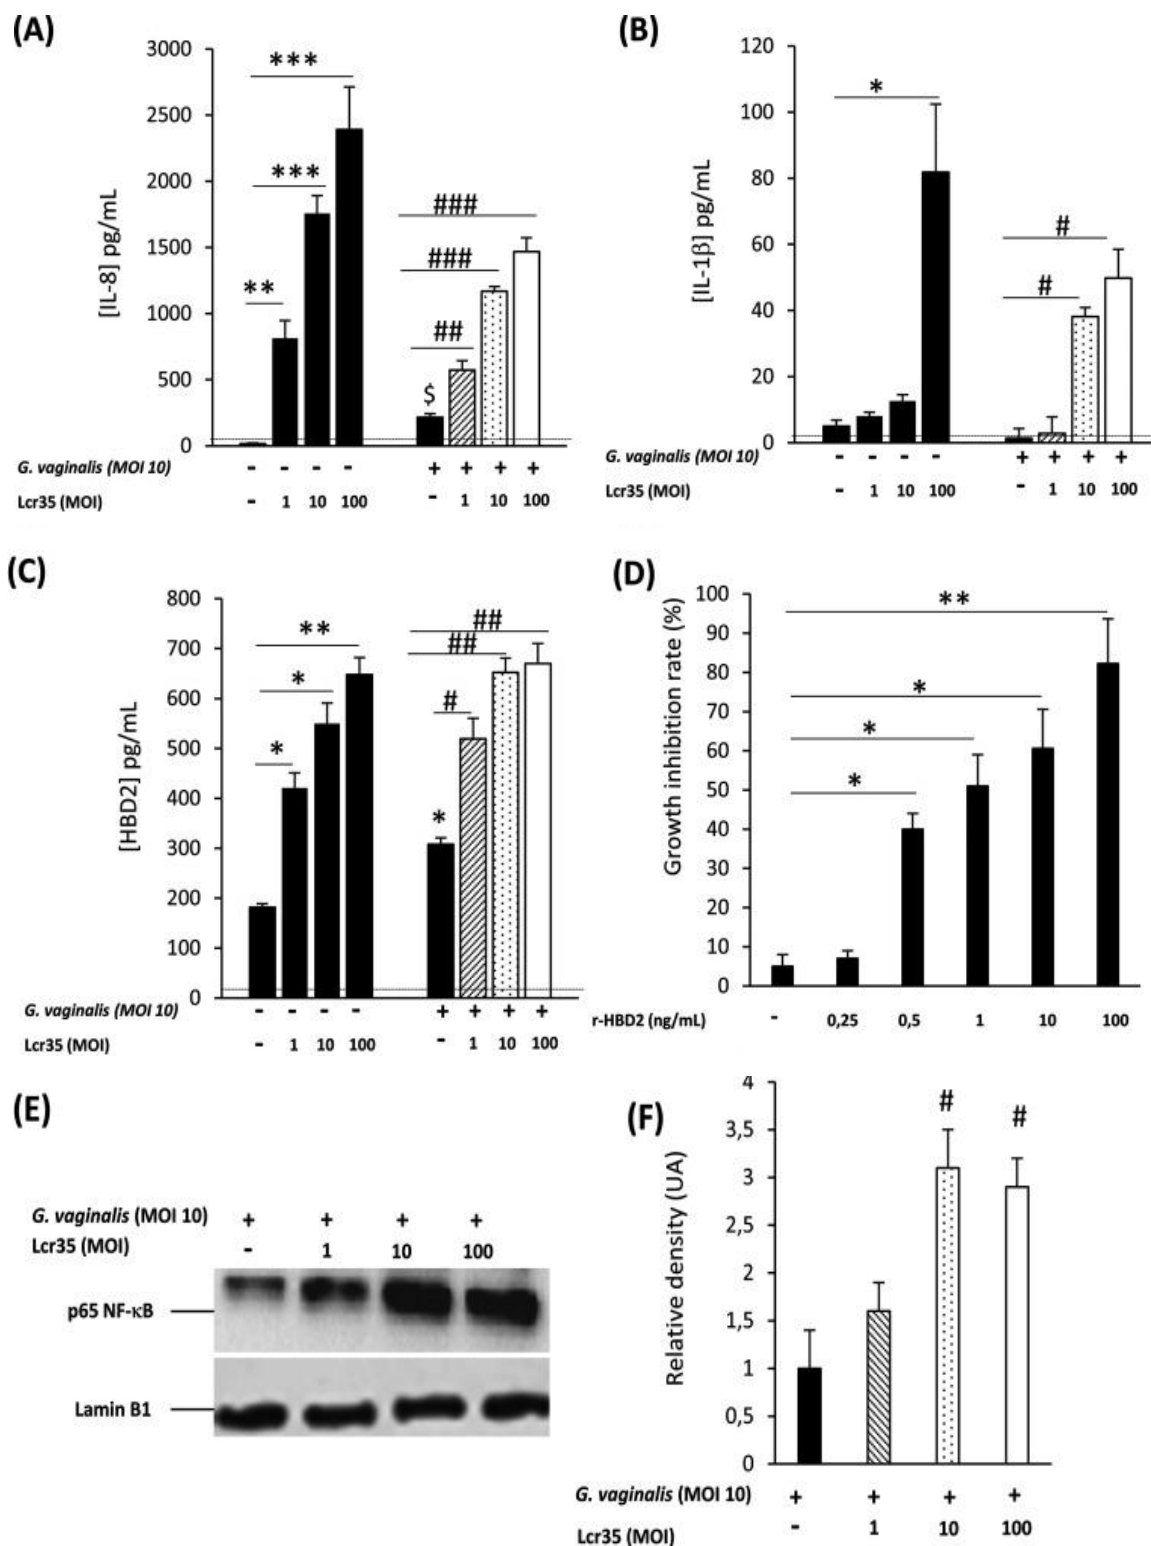 (A)
3000
2500
2000
1500
1000
500
0
[IL-8] pg/mL
***
***
**
###
###
##
$
G. vaginalis (MOI 10) - - - - + + + +
Lcr35 (MOI) - 1 10 100 - 1 10 100
(B)
120
100
80
60
40
20
0
[IL-1β] pg/mL
*
#
#
G. vaginalis (MOI 10) - - - - + + + +
Lcr35 (MOI) - 1 10 100 - 1 10 100
(C)
800
700
600
500
400
300
200
100
0
[HBD2] pg/mL
**
*
*
##
##
#
*
G. vaginalis (MOI 10) - - - - + + + +
Lcr35 (MOI) - 1 10 100 - 1 10 100
(D)
100
90
80
70
60
50
40
30
20
10
0
Growth inhibition rate (%)
**
*
*
*
r-HBD2 (ng/mL) - 0,25 0,5 1 10 100
(E)
G. vaginalis (MOI 10) + + + +
Lcr35 (MOI) - 1 10 100
p65 NF-κB
Lamin B1
(F)
4
3,5
3
2,5
2
1,5
1
0,5
0
Relative density (UA)
#
#
G. vaginalis (MOI 10) + + + +
Lcr35 (MOI) - 1 10 100